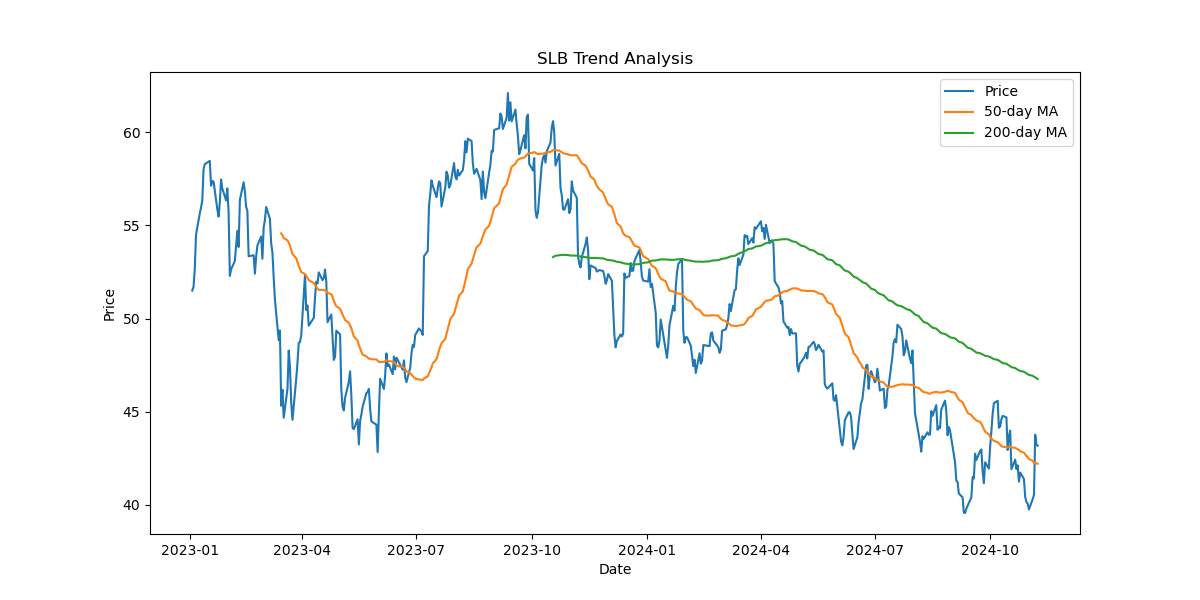 SLB Trend Analysis
Price
50-day MA
200-day MA
60
55
50
45
40
Price
2023-01
2023-04
2023-07
2023-10
2024-01
2024-04
2024-07
2024-10
Date